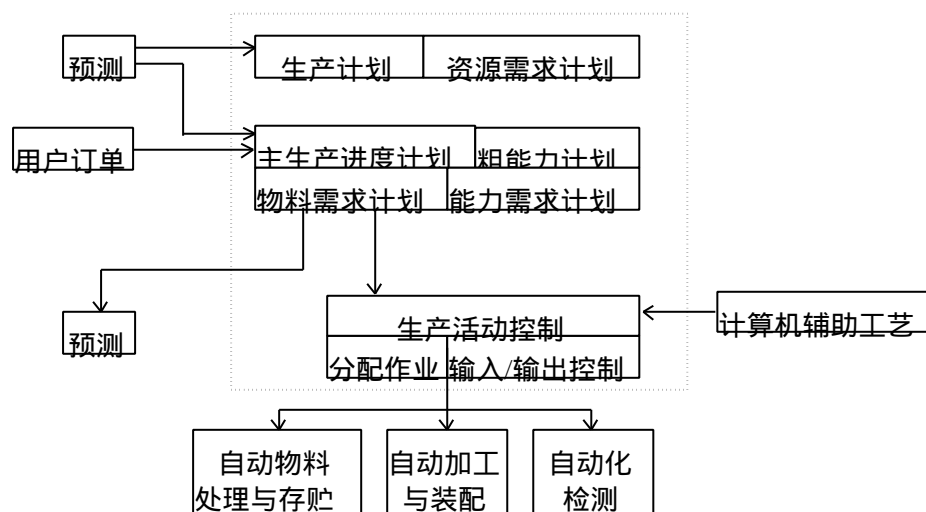 预测
生产计划
资源需求计划
用户订单
主生产进度计划
粗能力计划
物料需求计划
能力需求计划
预测
生产活动控制
计算机辅助工艺
分配作业
输入/输出控制
自动物料
处理与存贮
自动加工
与装配
自动化
检测